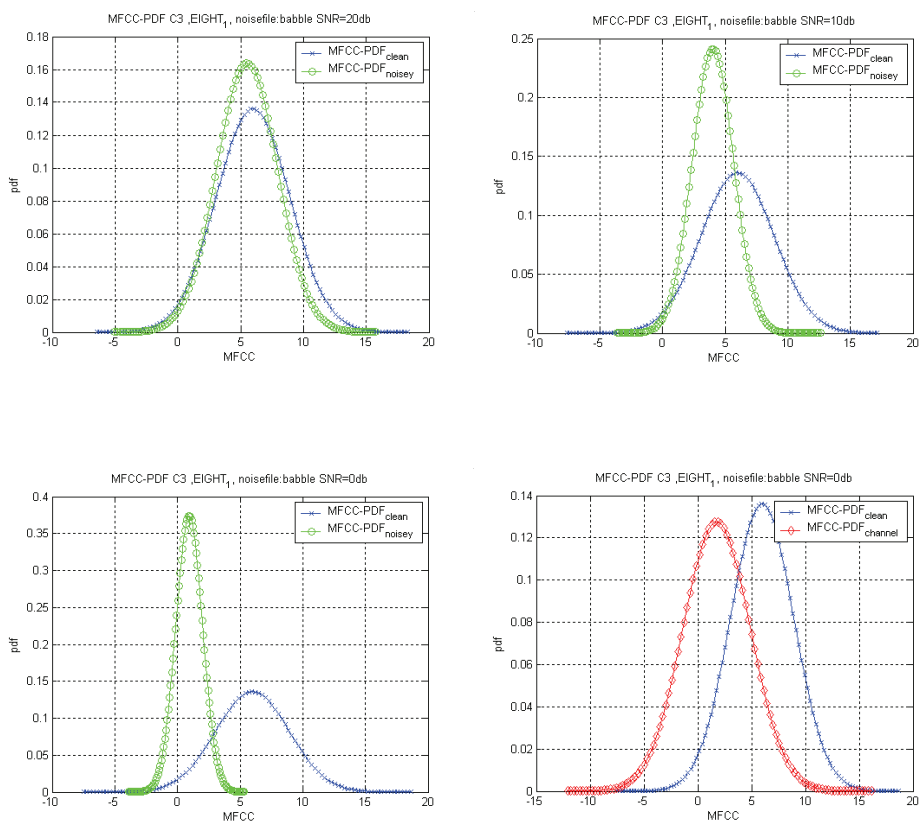 MFCC-PDF C3 ,EIGHT1, noisefile:babble SNR=20db
MFCC-PDFclean
MFCC-PDFnoisey
pdf
0.18
0.16
0.14
0.12
0.1
0.08
0.06
0.04
0.02
0
-10 -5 0 5 10 15 20
MFCC
MFCC-PDF C3 ,EIGHT1, noisefile:babble SNR=10db
MFCC-PDFclean
MFCC-PDFnoisey
pdf
0.25
0.2
0.15
0.1
0.05
0
-10 -5 0 5 10 15 20
MFCC
MFCC-PDF C3 ,EIGHT1, noisefile:babble SNR=0db
MFCC-PDFclean
MFCC-PDFnoisey
pdf
0.4
0.35
0.3
0.25
0.2
0.15
0.1
0.05
0
-10 -5 0 5 10 15 20
MFCC
MFCC-PDF C3 ,EIGHT1, noisefile:babble SNR=0db
MFCC-PDFclean
MFCC-PDFchannel
pdf
0.14
0.12
0.1
0.08
0.06
0.04
0.02
0
-15 -10 -5 0 5 10 15 20
MFCC